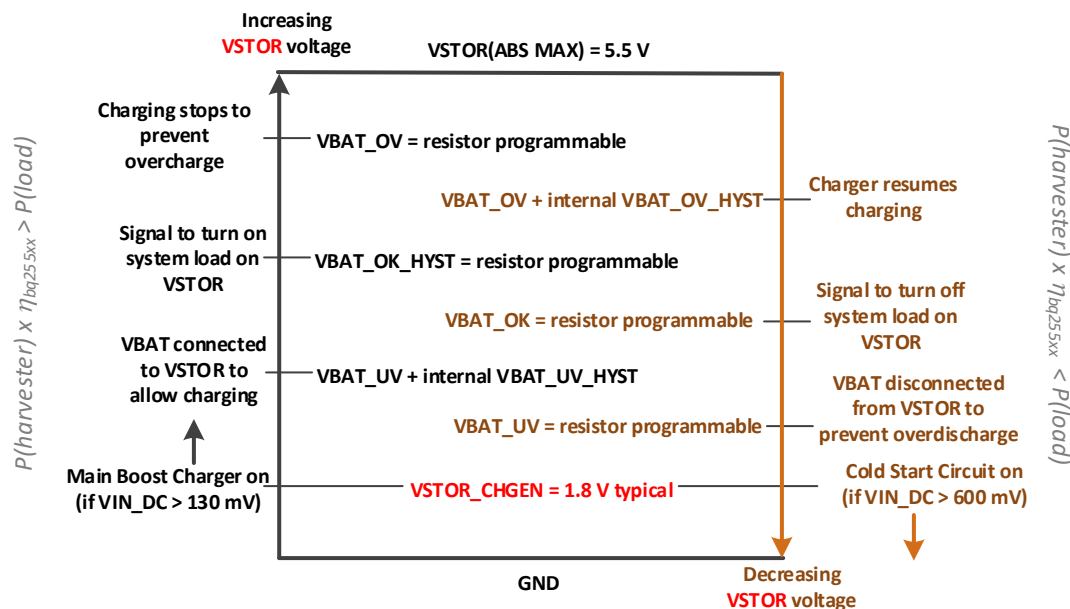 Increasing
VSTOR voltage
VSTOR(ABS MAX) = 5.5 V
Charging stops to
prevent
overcharge
VBAT_OV = resistor programmable
VBAT_OV + internal VBAT_OV_HYST
Charger resumes
charging
Signal to turn on
system load on
VSTOR
VBAT_OK_HYST = resistor programmable
VBAT_OK = resistor programmable
Signal to turn off
system load on
VSTOR
VBAT connected
to VSTOR to
allow charging
VBAT_UV + internal VBAT_UV_HYST
VBAT_UV = resistor programmable
VBAT disconnected
from VSTOR to
prevent overdischarge
Main Boost Charger on
(if VIN_DC > 130 mV)
VSTOR_CHGEN = 1.8 V typical
Cold Start Circuit on
(if VIN_DC > 600 mV)
GND
Decreasing
VSTOR voltage
P(harvester) x ηbq255xx > P(load)
P(harvester) x ηbq255xx < P(load)